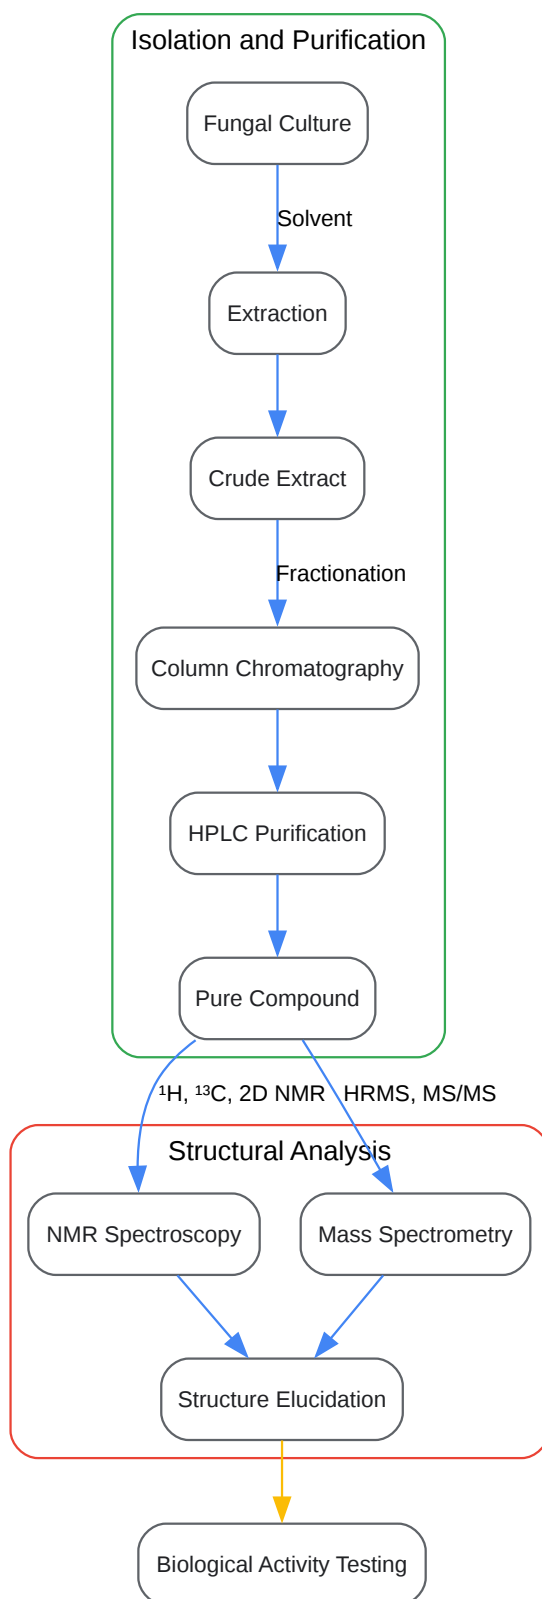 Isolation and Purification
Fungal Culture
Solvent
Extraction
Crude Extract
Fractionation
Column Chromatography
HPLC Purification
Pure Compound
¹H, ¹³C, 2D NMR
HRMS, MS/MS
Structural Analysis
NMR Spectroscopy
Mass Spectrometry
Structure Elucidation
Biological Activity Testing